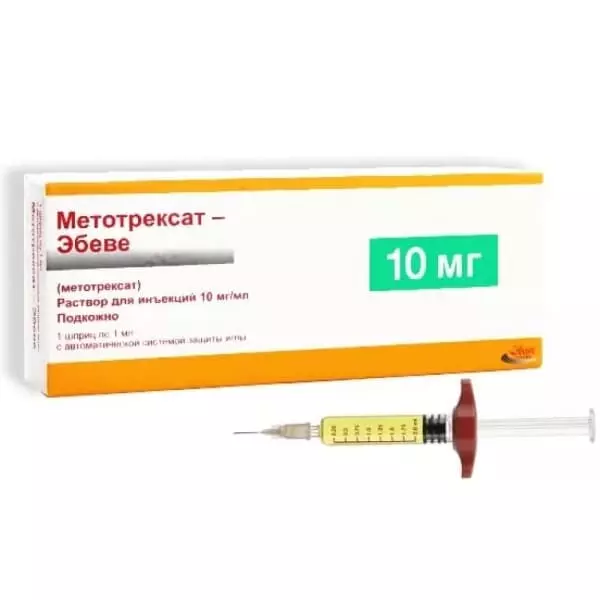 Метотрексат –
Эбеве
10 мг
(метотрексат)
Раствор для инъекций 10 мг/мл
Подкожно
1 шприц по 1 мл
с автоматической системой защиты иглы